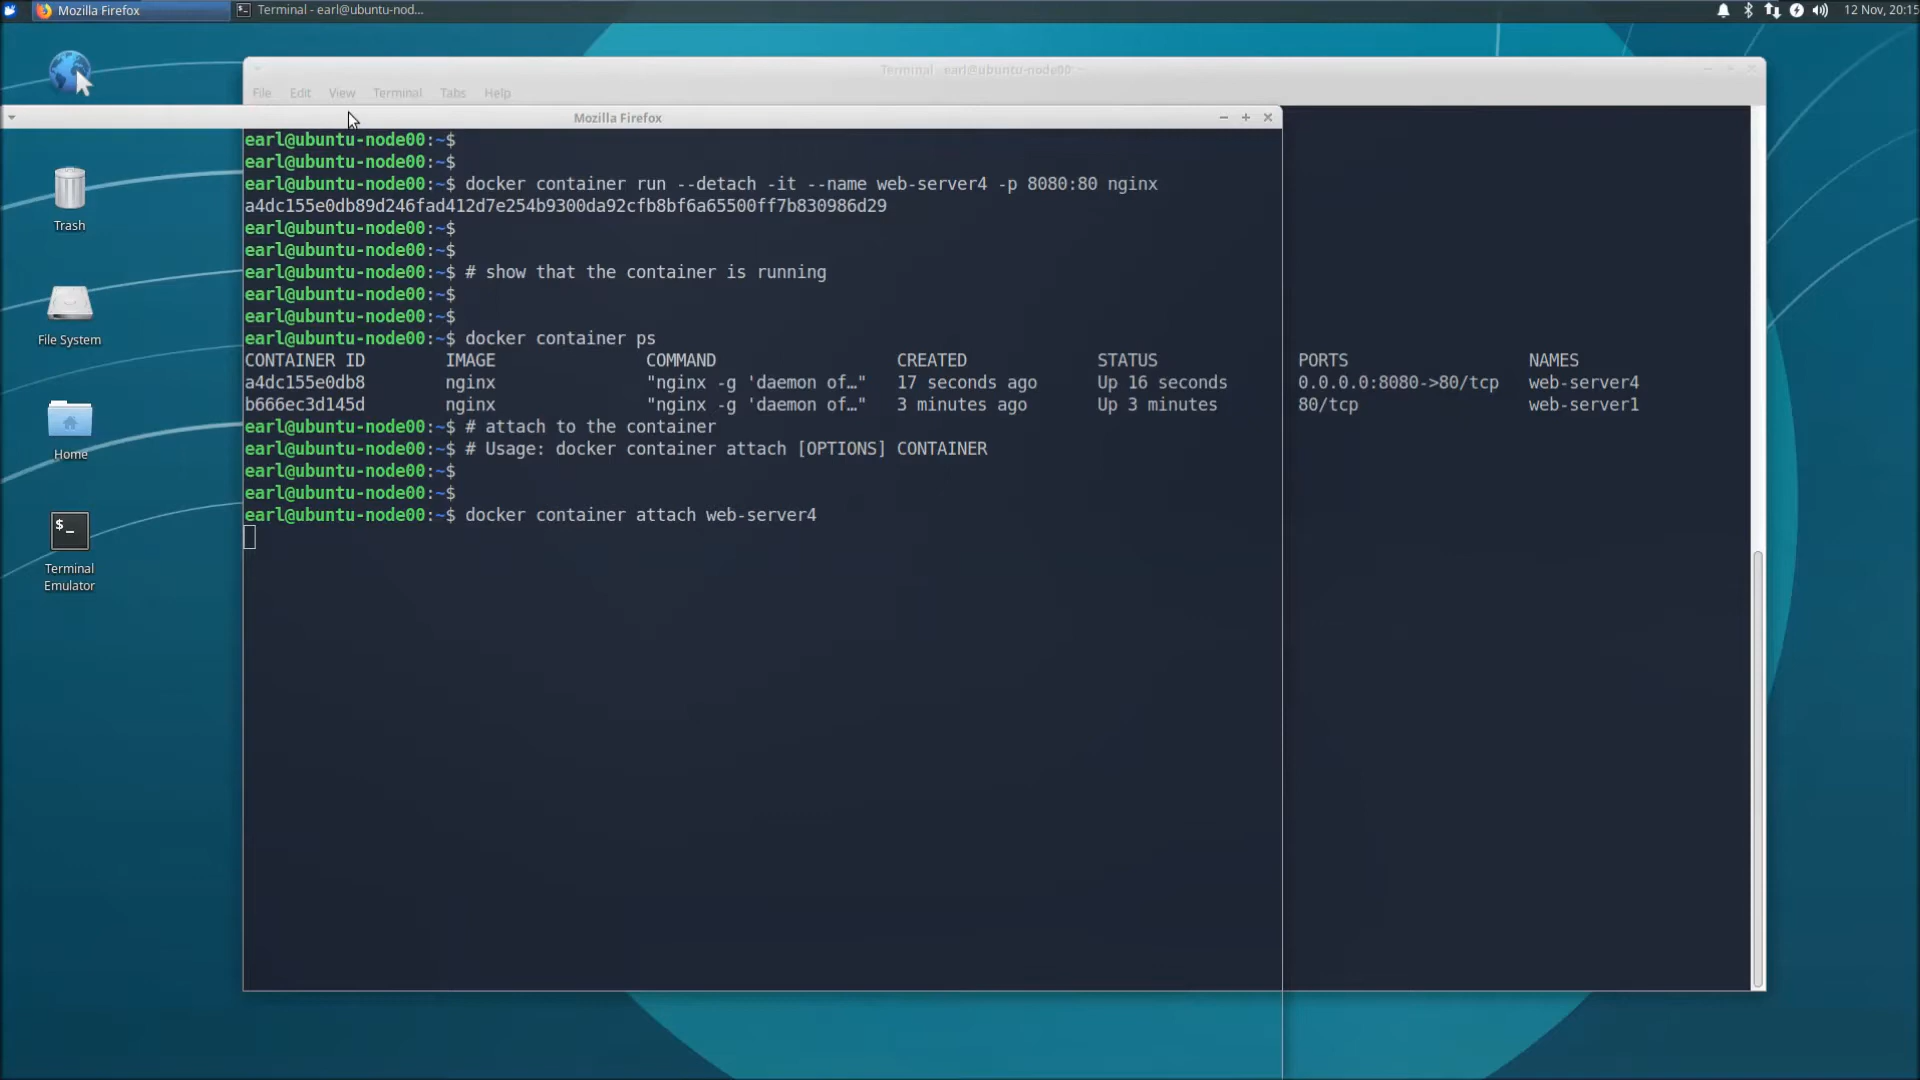 Mozilla Firefox
Terminal - earl@ubuntu-nod...
12 Nov, 20:15
Terminal - earl@ubuntu-node00: ~
File Edit View Terminal Tabs Help
Mozilla Firefox
earl@ubuntu-node00:~$
earl@ubuntu-node00:~$
earl@ubuntu-node00:~$ docker container run --detach -it --name web-server4 -p 8080:80 nginx
a4dc155e0db89d246fad412d7e254b9300da92cfb8bf6a65500ff7b830986d29
earl@ubuntu-node00:~$
earl@ubuntu-node00:~$
earl@ubuntu-node00:~$ # show that the container is running
earl@ubuntu-node00:~$
earl@ubuntu-node00:~$
earl@ubuntu-node00:~$ docker container ps
CONTAINER ID IMAGE COMMAND CREATED STATUS PORTS NAMES
a4dc155e0db8 nginx "nginx -g 'daemon of…" 17 seconds ago Up 16 seconds 0.0.0.0:8080->80/tcp web-server4
b666ec3d145d nginx "nginx -g 'daemon of…" 3 minutes ago Up 3 minutes 80/tcp web-server1
earl@ubuntu-node00:~$ # attach to the container
earl@ubuntu-node00:~$ # Usage: docker container attach [OPTIONS] CONTAINER
earl@ubuntu-node00:~$
earl@ubuntu-node00:~$
earl@ubuntu-node00:~$ docker container attach web-server4
Trash
File System
Home
$_
Terminal
Emulator